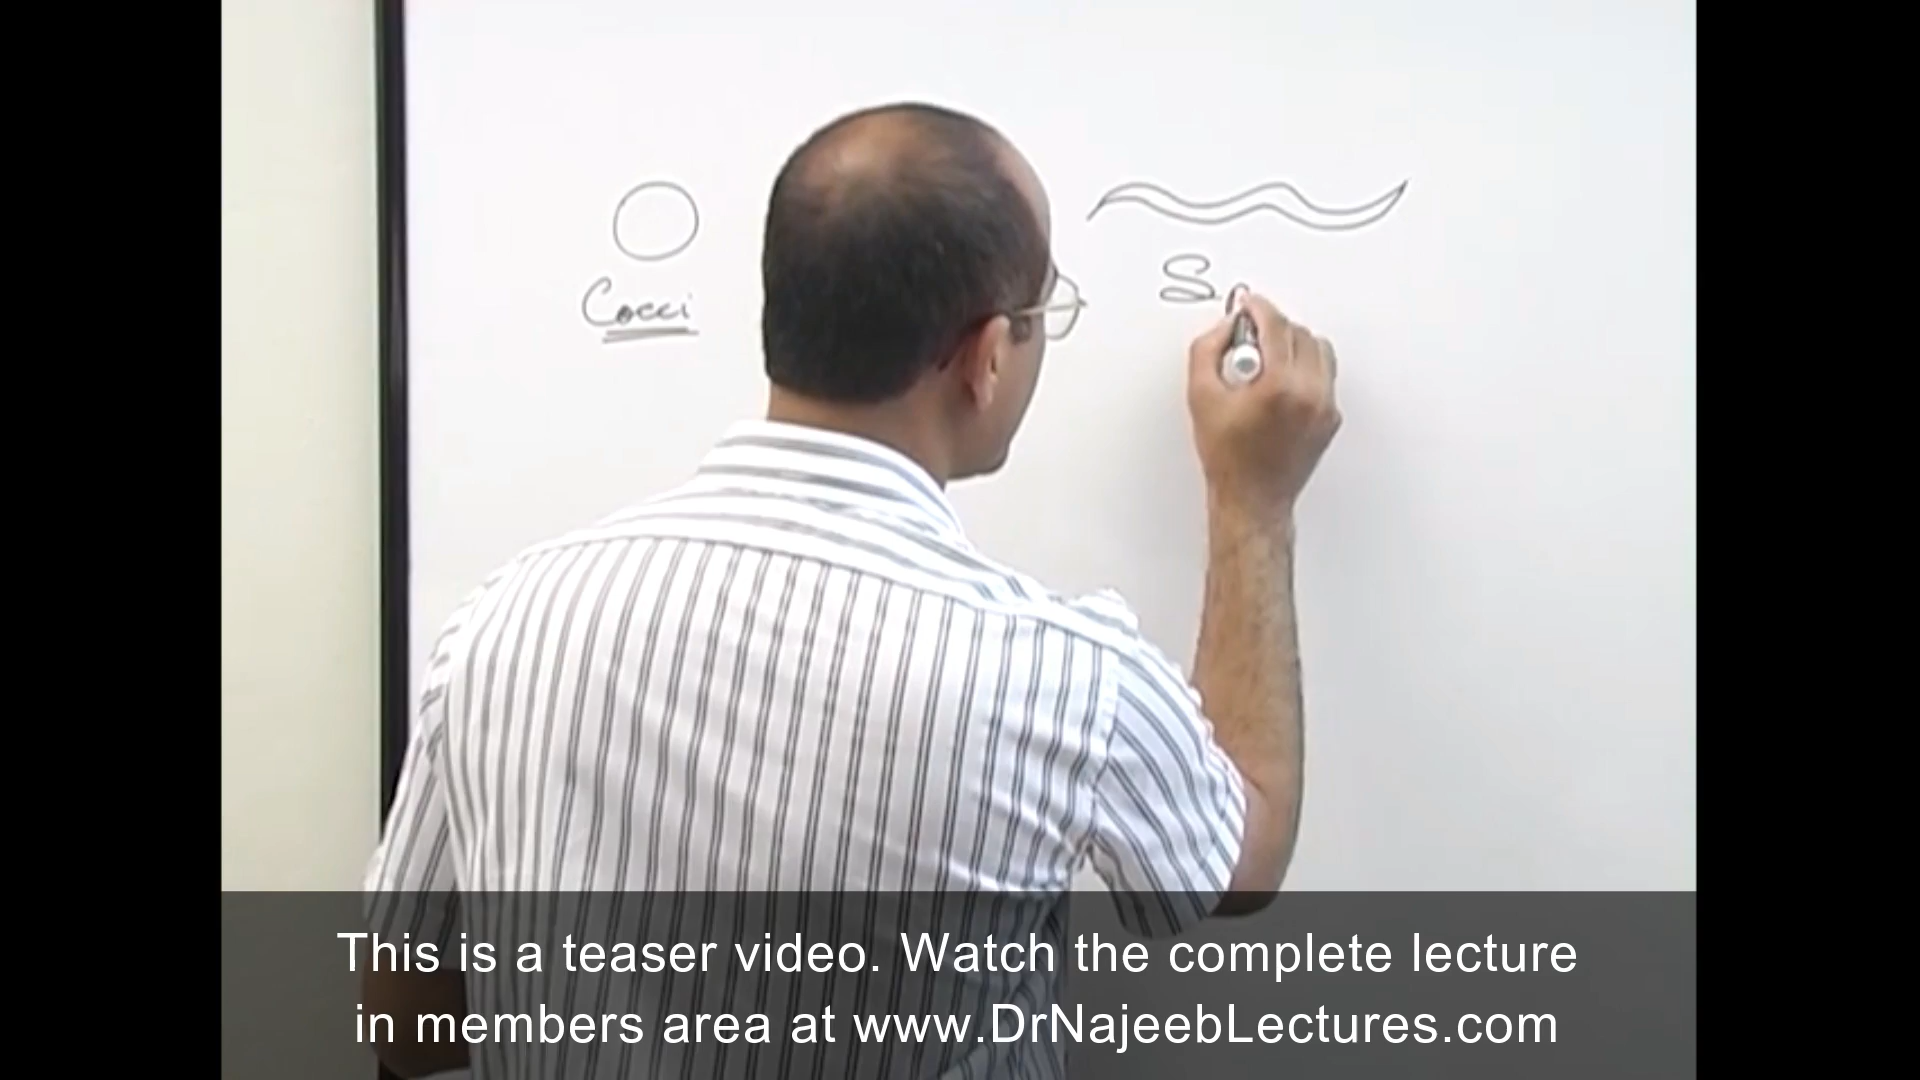 Cocci
S
This is a teaser video. Watch the complete lecture
in members area at www.DrNajeebLectures.com